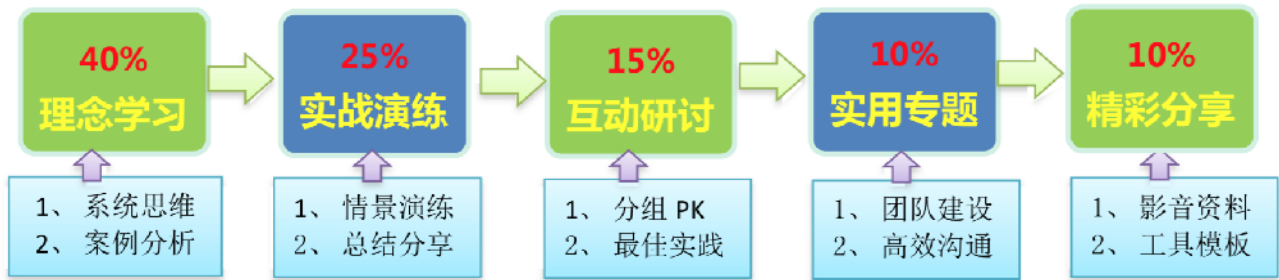 40%
理念学习
25%
实战演练
15%
互动研讨
10%
实用专题
10%
精彩分享
1、 系统思维
2、 案例分析
1、 情景演练
2、 总结分享
1、 分组 PK
2、 最佳实践
1、 团队建设
2、 高效沟通
1、 影音资料
2、 工具模板